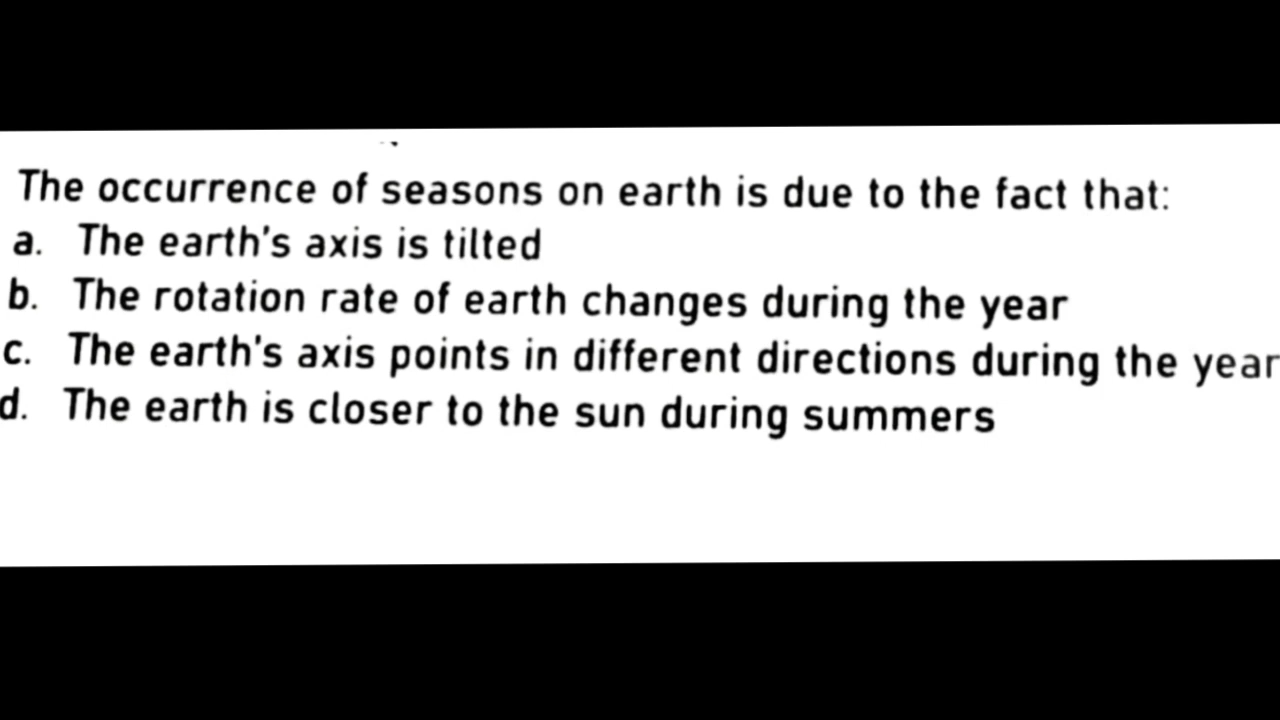 The occurrence of seasons on earth is due to the fact that:
a. The earth's axis is tilted
b. The rotation rate of earth changes during the year
c. The earth's axis points in different directions during the year
d. The earth is closer to the sun during summers